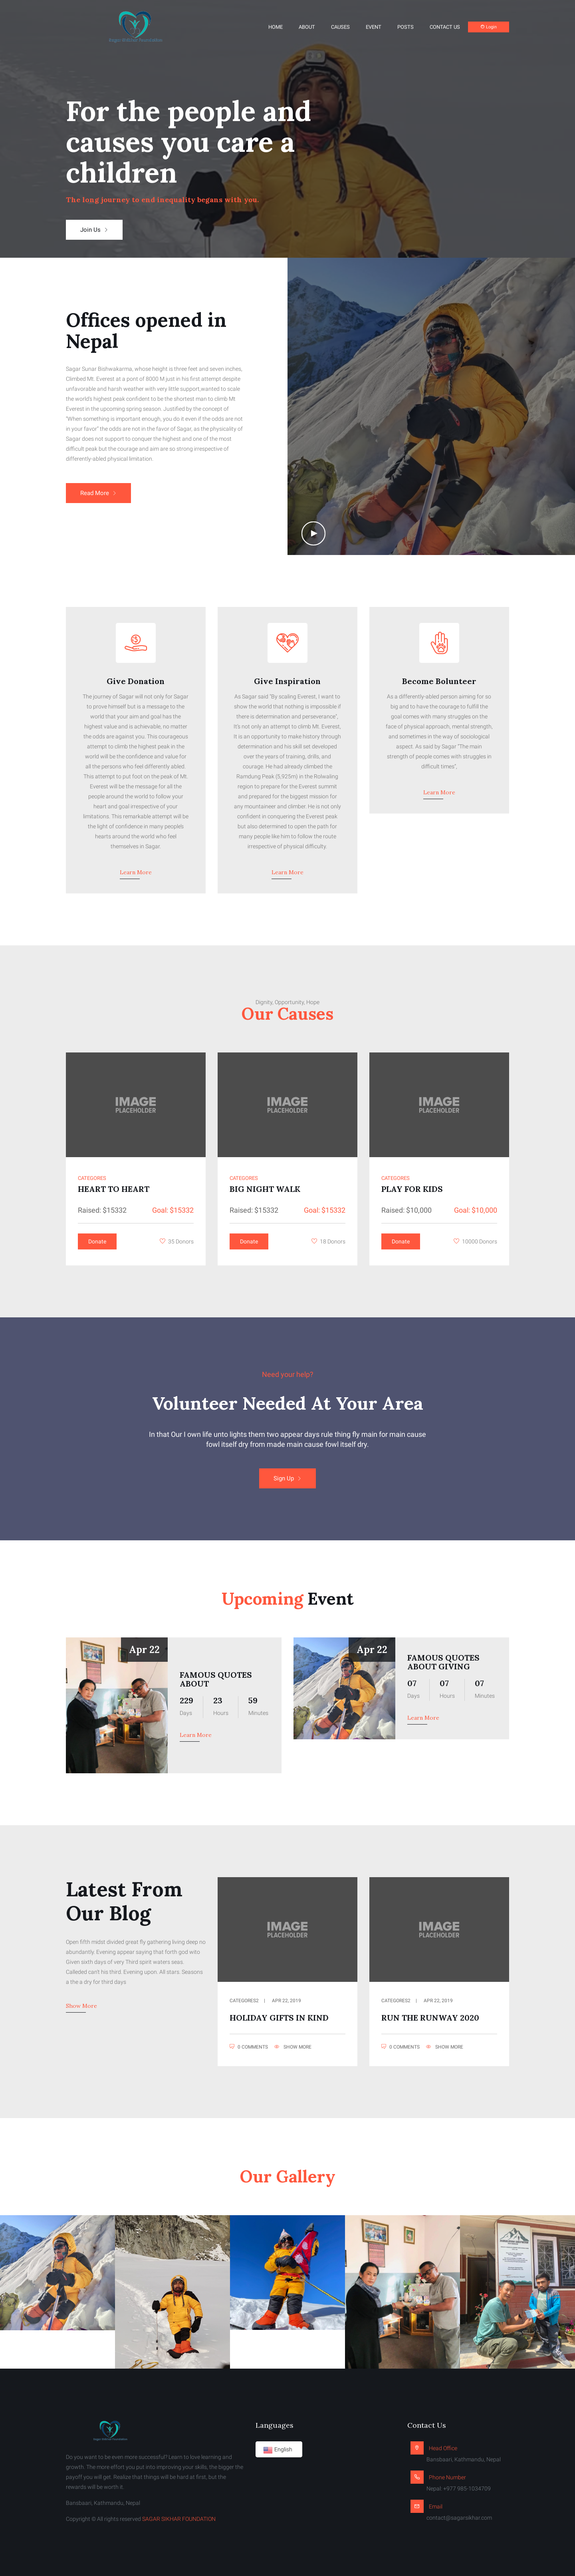 Sagar Sikhar Foundation
HOME ABOUT CAUSES EVENT POSTS CONTACT US Login
For the people and
causes you care a
children
The long journey to end inequality begans with you.
Join Us
Offices opened in
Nepal
Sagar Sunar Bishwakarma, whose height is three feet and seven inches,
Climbed Mt. Everest at a point of 8000 M just in his first attempt despite
unfavorable and harsh weather with very little support,wanted to scale
the world's highest peak confident to be the shortest man to climb Mt.
Everest in the upcoming spring season. Justified by the concept of
"When something is important enough, you do it even if the odds are not
in your favor" the odds are not in the favor of Sagar, as the physicality of
Sagar does not support to conquer the highest and one of the most
difficult peak but the courage and aim are so strong irrespective of
differently abled physical limitation.
Read More
Give Donation
The journey of Sagar will not only for Sagar
to prove himself but is a message to the
world that your aim and goal has the
highest value and is achievable, no matter
the odds are against you. This courageous
attempt to climb the highest peak in the
world will be the confidence and value for
all the persons who feel differently abled.
This attempt to put foot on the peak of Mt.
Everest will be the message for all the
people around the world to follow your
heart and goal irrespective of your
limitations. This remarkable attempt will be
the light of confidence in many people's
hearts around the world who feel
themselves in Sagar.
Learn More
Give Inspiration
As Sagar said "By scaling Everest, I want to
show the world that nothing is impossible if
there is determination and perseverance",
It's not only an attempt to climb Mt. Everest,
It is an opportunity to make history through
determination and his skill set developed
over the years of training, drills, and
courage. He had already climbed the
Ramdung Peak (5,925m) in the Rolwaling
region to prepare for the Everest summit
and prepared for the biggest mission for
any mountaineer and climber. He is not only
confident in conquering the Everest peak
but also determined to open the path for
many people like him to follow the route
irrespective of physical difficulty.
Learn More
Become Bolunteer
As a differently-abled person aiming for so
big and to have the courage to fulfill the
goal comes with many struggles on the
face of physical approach, mental strength,
and sometimes in the way of sociological
aspect. As said by Sagar "The main
strength of people comes with struggles in
difficult times",
Learn More
Dignity, Opportunity, Hope
Our Causes
IMAGE
PLACEHOLDER
CATEGORES
HEART TO HEART
Raised: $15332 Goal: $15332
Donate 35 Donors
IMAGE
PLACEHOLDER
CATEGORES
BIG NIGHT WALK
Raised: $15332 Goal: $15332
Donate 18 Donors
IMAGE
PLACEHOLDER
CATEGORES
PLAY FOR KIDS
Raised: $10,000 Goal: $10,000
Donate 10000 Donors
Need your help?
Volunteer Needed At Your Area
In that Our I own life unto lights them two appear days rule thing fly main for main cause
fowl itself dry from made main cause fowl itself dry.
Sign Up
Upcoming Event
Apr 22
FAMOUS QUOTES
ABOUT
229 23 59
Days Hours Minutes
Learn More
Apr 22
FAMOUS QUOTES
ABOUT GIVING
07 07 07
Days Hours Minutes
Learn More
Latest From
Our Blog
Open fifth midst divided great fly gathering living deep no
abundantly. Evening appear saying that forth god who
Given sixth days of very Third spirit waters seas.
Calleded cant his third. Evening upon. All stars. Seasons
a the a dry for third days
Show More
IMAGE
PLACEHOLDER
CATEGORES2 | APR 22, 2019
HOLIDAY GIFTS IN KIND
0 COMMENTS SHOW MORE
IMAGE
PLACEHOLDER
CATEGORES2 | APR 22, 2019
RUN THE RUNWAY 2020
0 COMMENTS SHOW MORE
Our Gallery
Sagar Sikhar Foundation
Do you want to be even more successful? Learn to love learning and
growth. The more effort you put into improving your skills, the bigger the
payoff you will get. Realize that things will be hard at first, but the
rewards will be worth it.
Bansbaari, Kathmandu, Nepal
Copyright © All rights reserved SAGAR SIKHAR FOUNDATION
Languages
English
Contact Us
Head Office
Bansbaari, Kathmandu, Nepal
Phone Number
Nepal +977 985-1034709
Email
contact@sagarsikhar.com